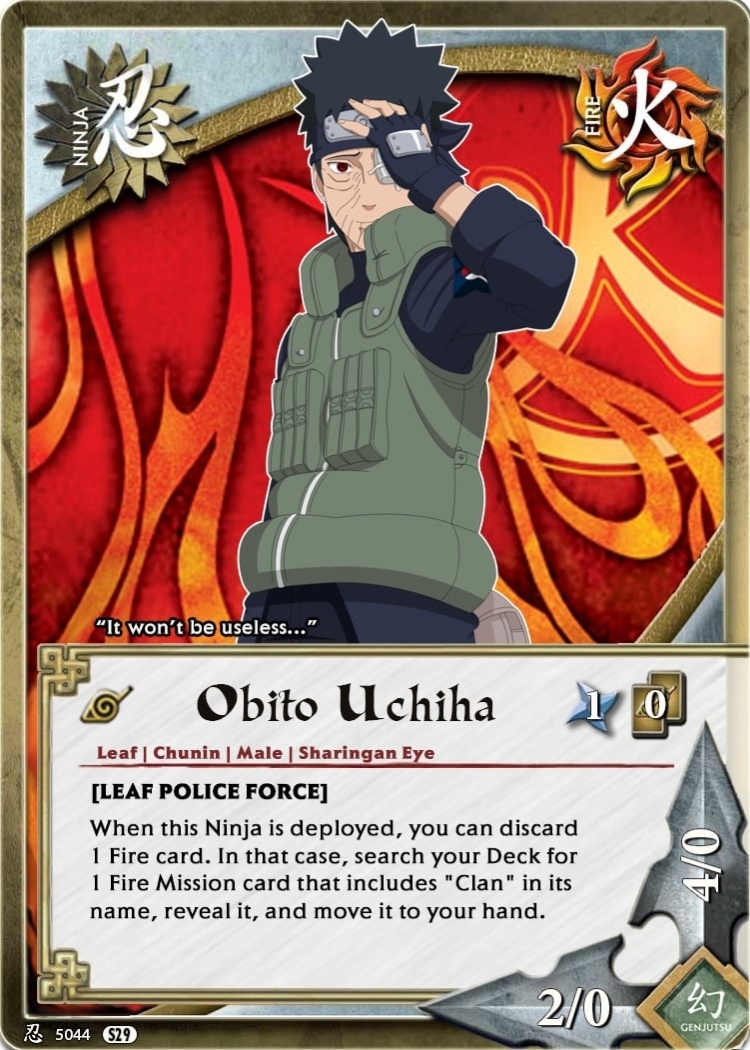 忍
NINJA
FIRE
火
“It won’t be useless...”
Obito Uchiha
1
0
Leaf | Chunin | Male | Sharingan Eye
[LEAF POLICE FORCE]
When this Ninja is deployed, you can discard
1 Fire card. In that case, search your Deck for
1 Fire Mission card that includes "Clan" in its
name, reveal it, and move it to your hand.
4/0
2/0
幻
GENJUTSU
忍 5044 S29